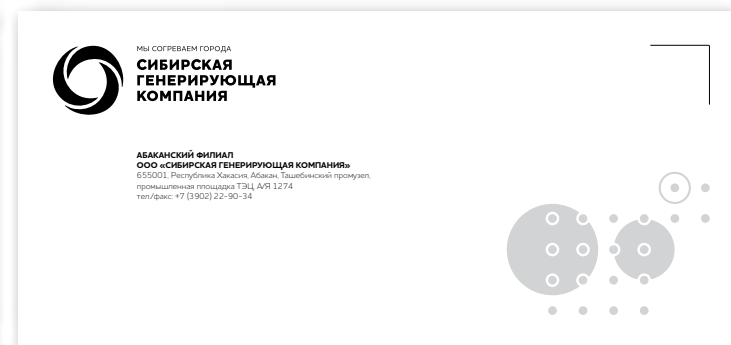 МЫ СОГРЕВАЕМ ГОРОДА
СИБИРСКАЯ
ГЕНЕРИРУЮЩАЯ
КОМПАНИЯ
АБАКАНСКИЙ ФИЛИАЛ
ООО «СИБИРСКАЯ ГЕНЕРИРУЮЩАЯ КОМПАНИЯ»
655001, Республика Хакасия, Абакан, Ташебинский промузел,
промышленная площадка ТЭЦ, А/Я 1274
тел/факс: +7 (3902) 22-90-34